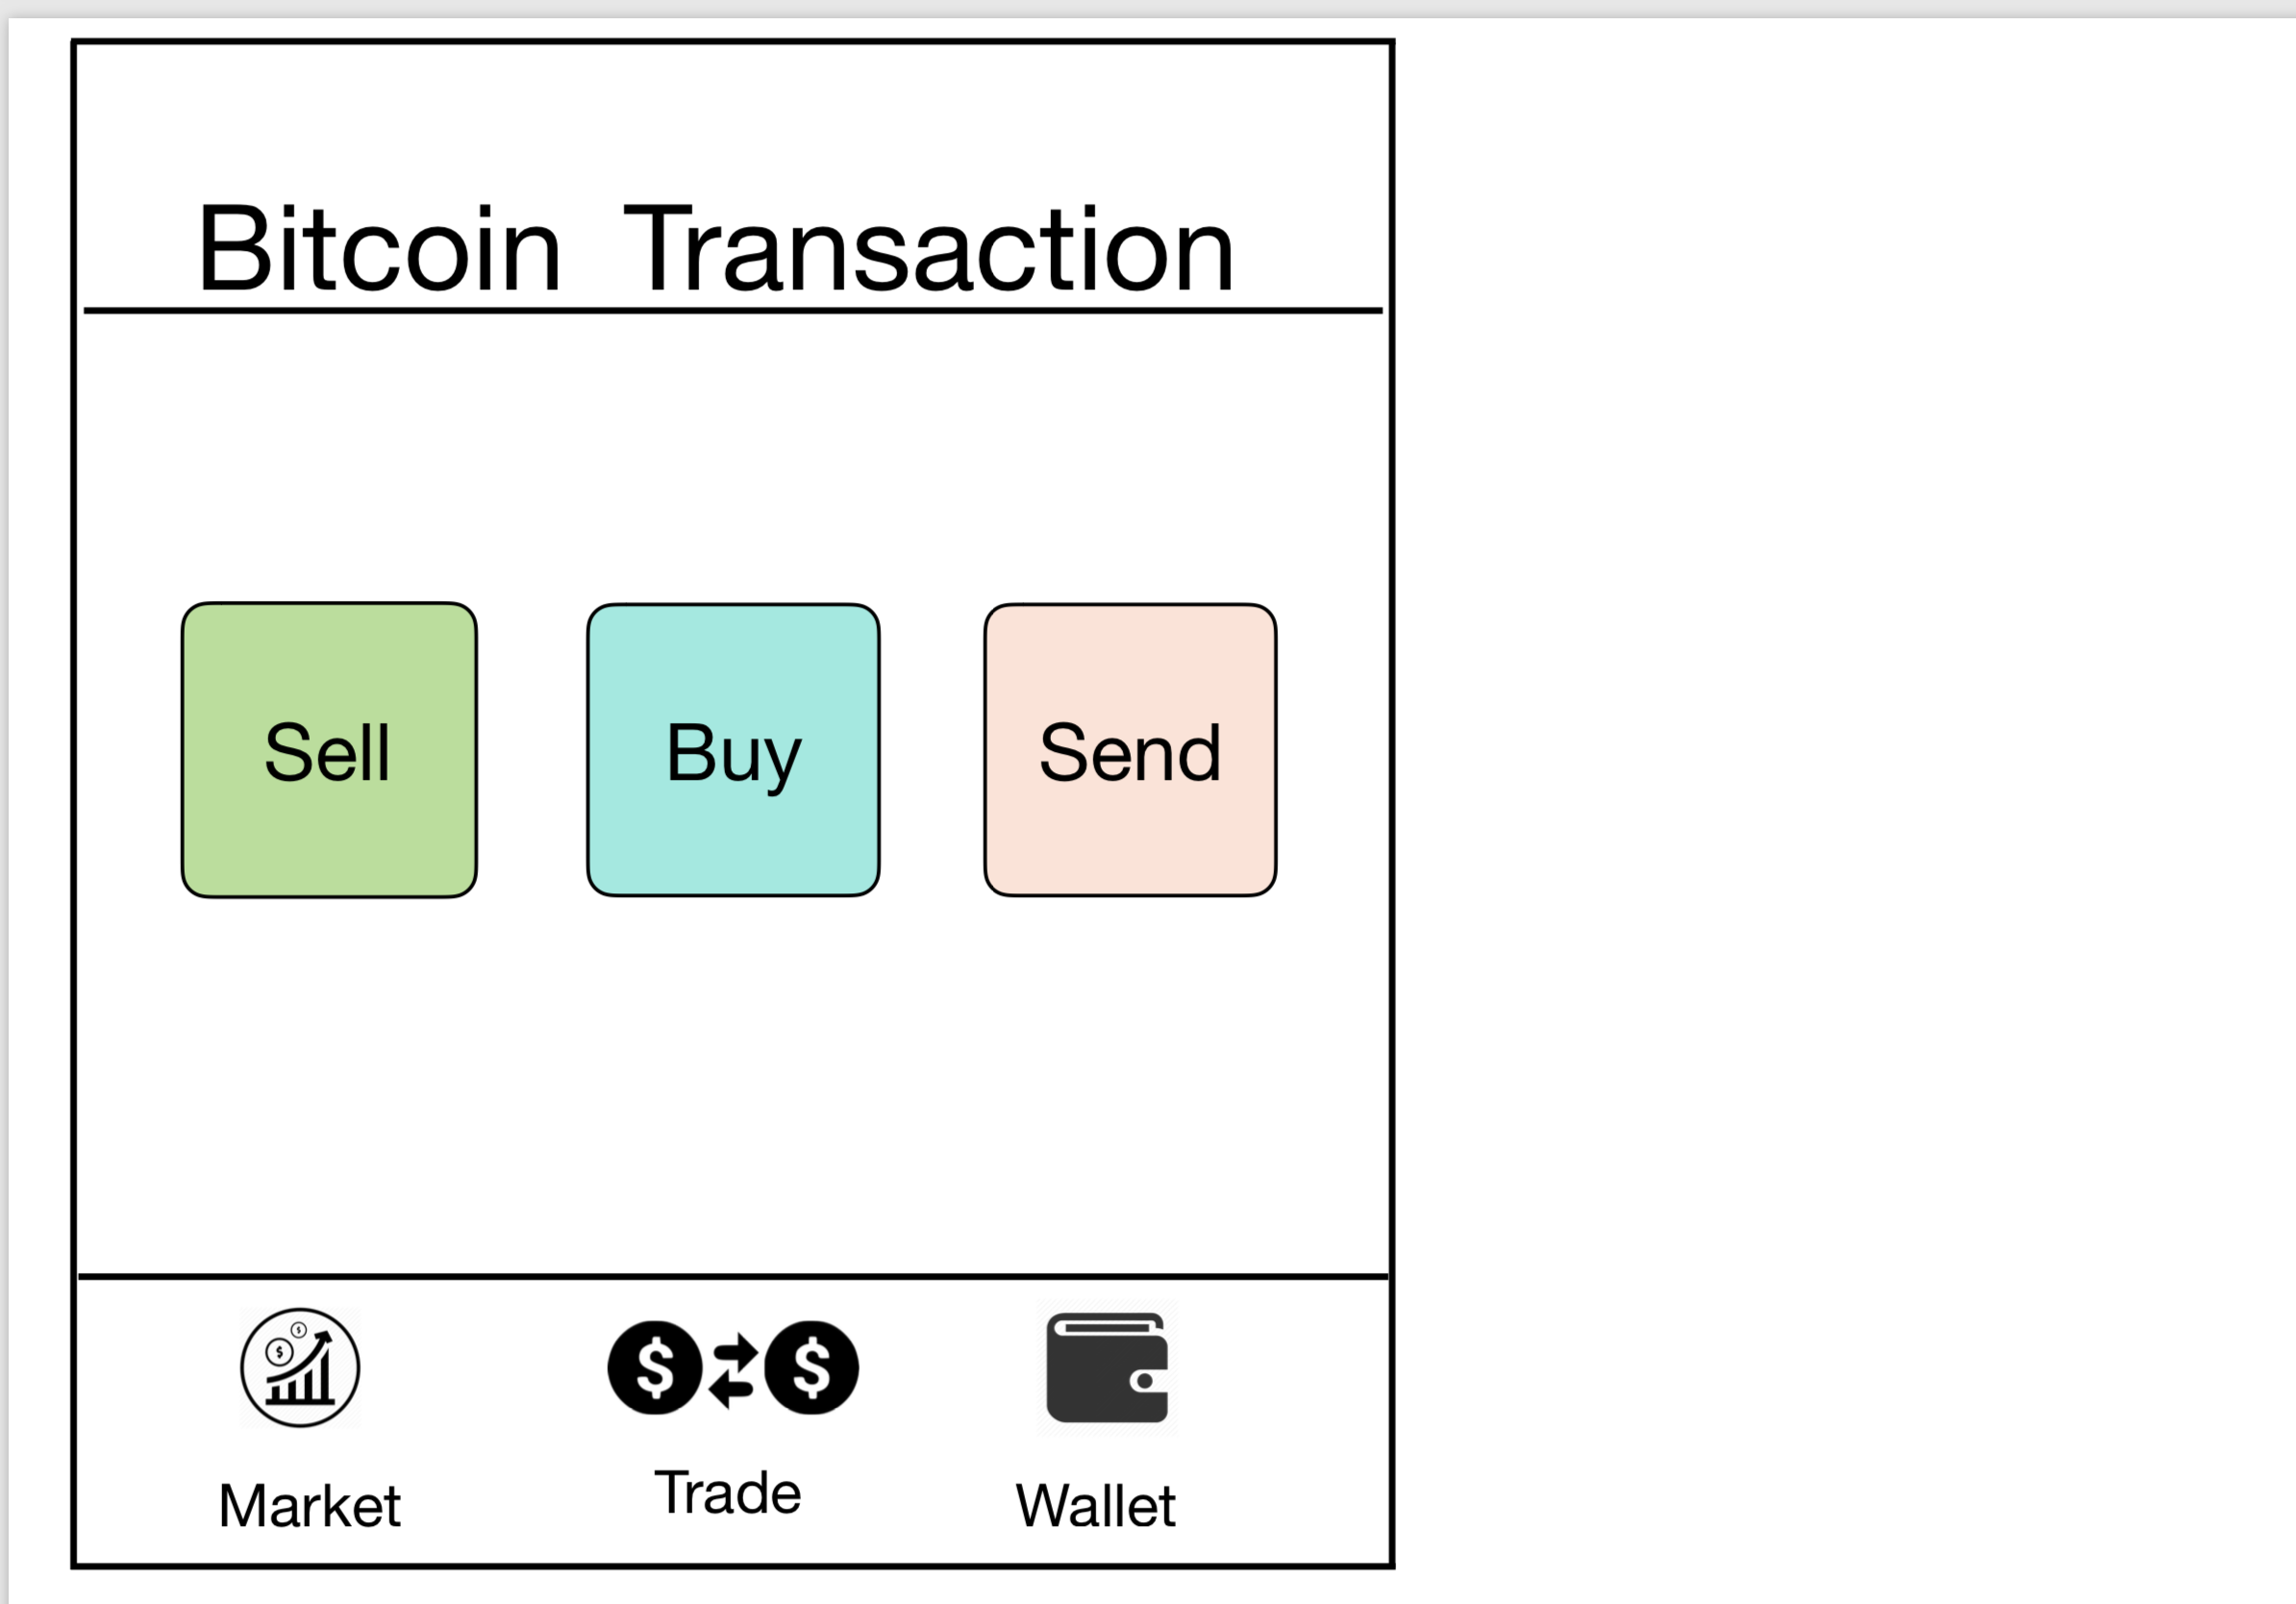 Bitcoin Transaction
Sell Buy Send
$ $ $ $
Market Trade Wallet